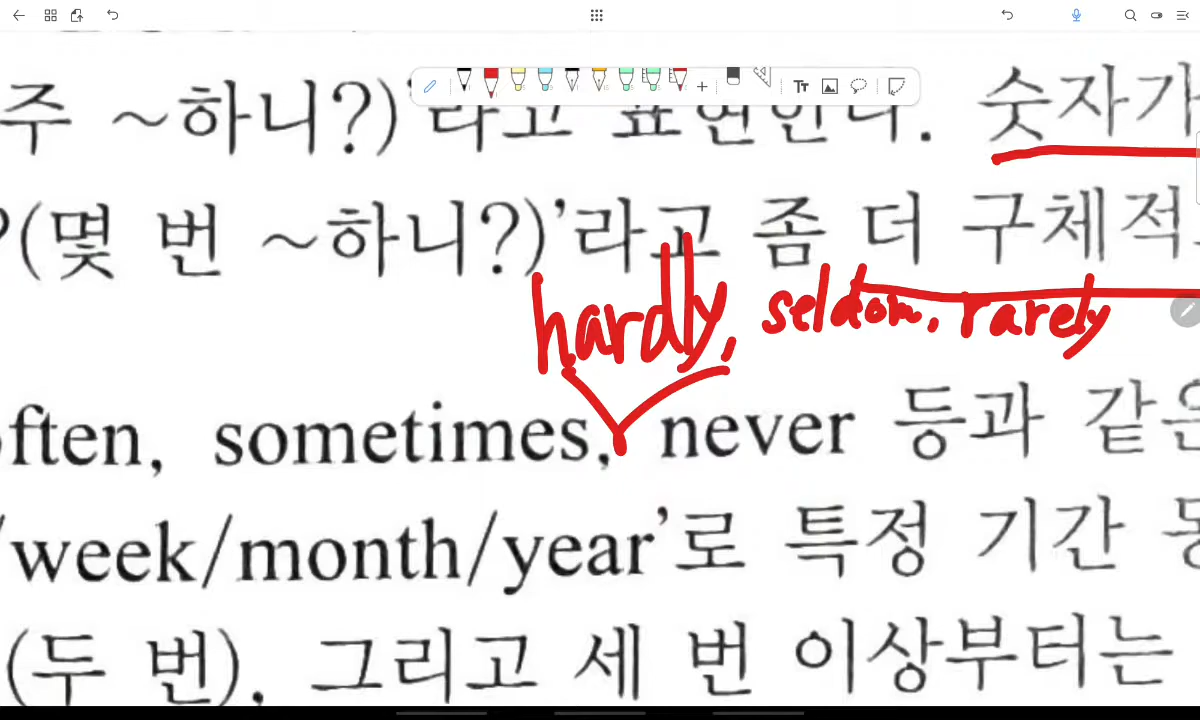 주 ~하니?)'라고 표현한다. 숫자가
?(몇 번 ~하니?)'라고 좀 더 구체적
hardly, seldom, rarely
often, sometimes, never 등과 같은
/week/month/year'로 특정 기간 동
(두 번), 그리고 세 번 이상부터는